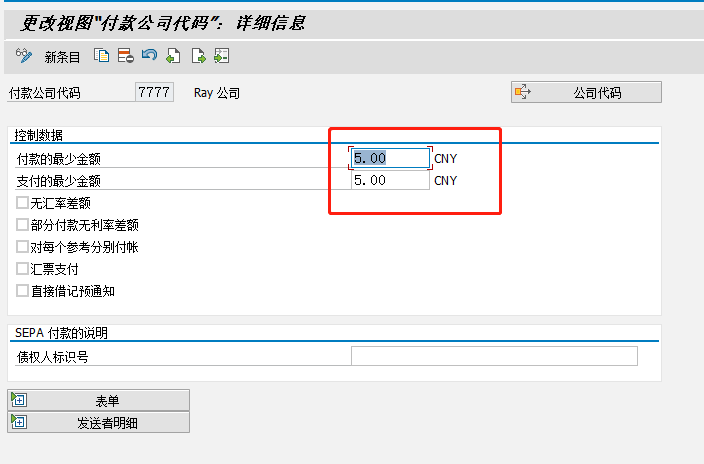 更改视图"付款公司代码": 详细信息
新条目
付款公司代码 7777 Ray 公司 公司代码
控制数据
付款的最少金额 5.00 CNY
支付的最少金额 5.00 CNY
无汇率差额
部分付款无利率差额
对每个参考分别付帐
汇票支付
直接借记预通知
SEPA 付款的说明
债权人标识号
表单
发送者明细